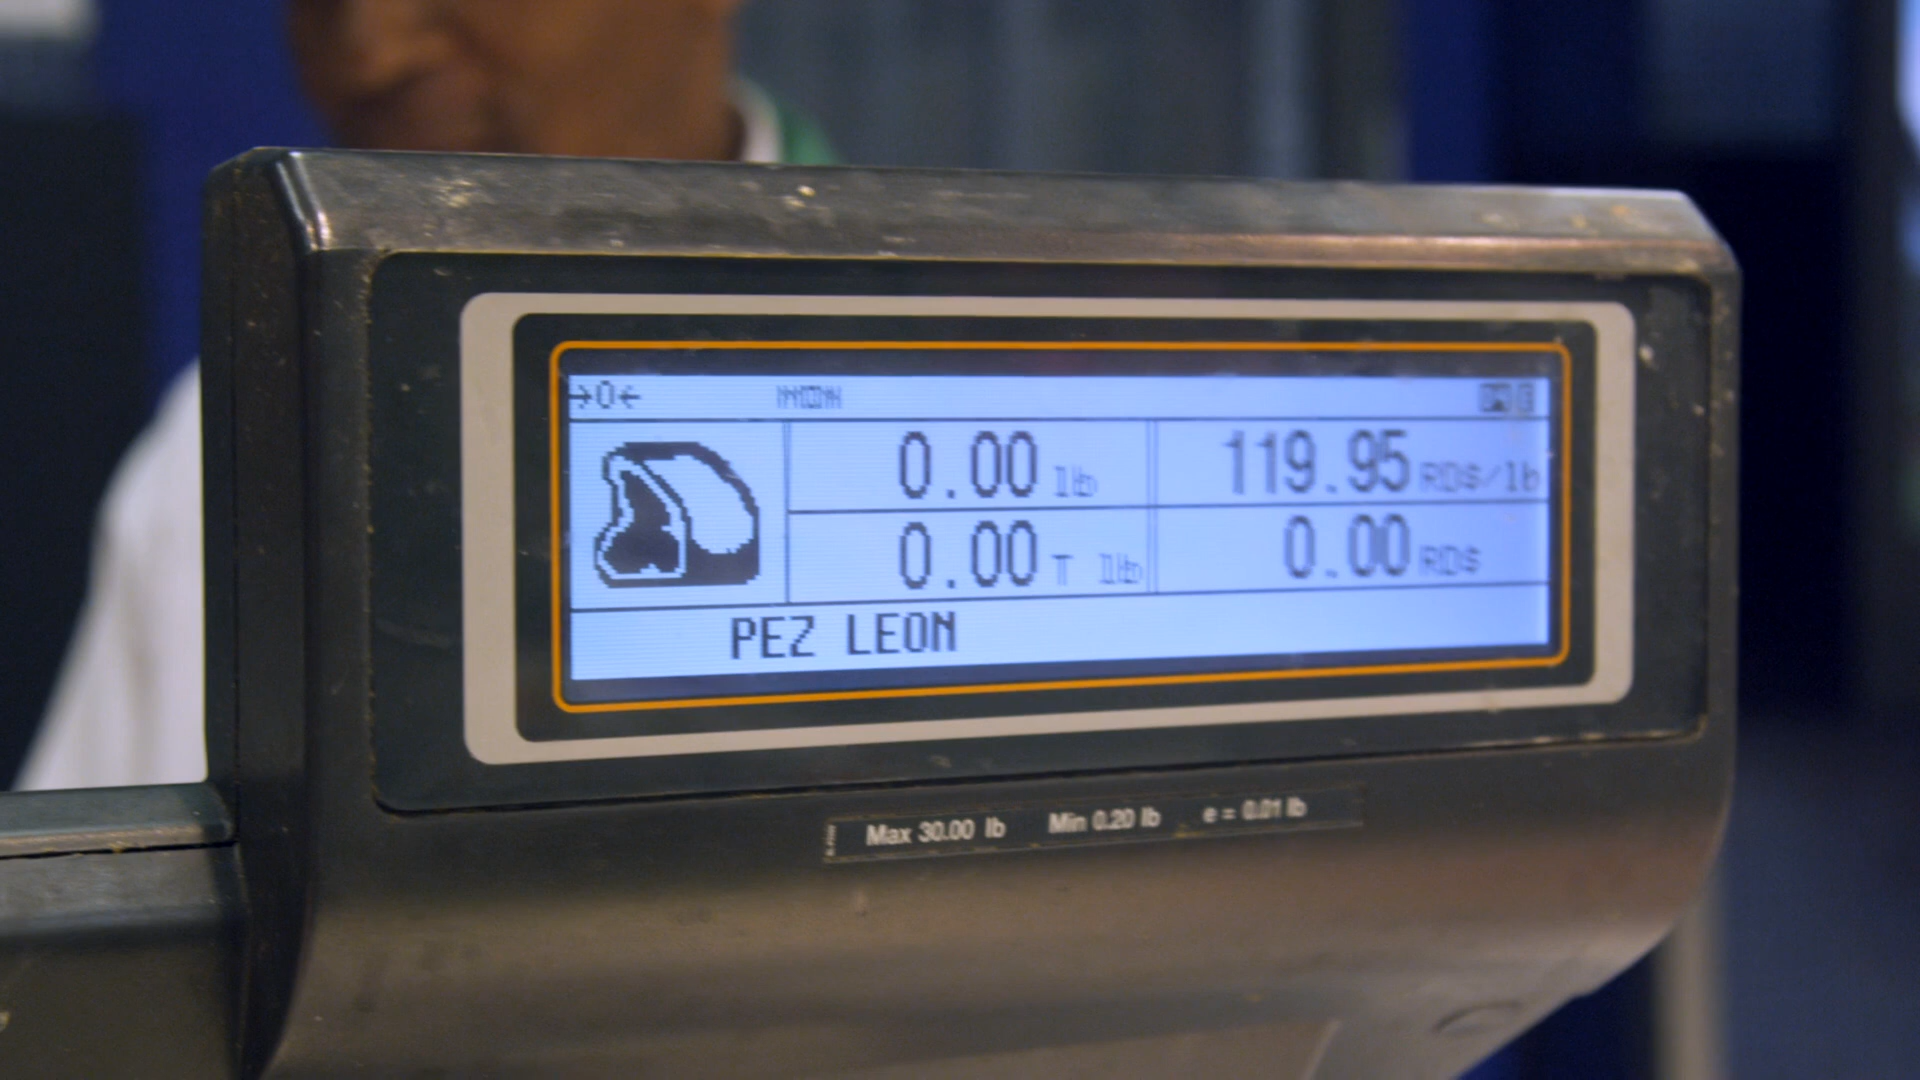 →0←
0.00 lb 119.95 RD$/lb
0.00 T lb 0.00 RD$
PEZ LEON
Max 30.00 lb Min 0.20 lb e = 0.01 lb